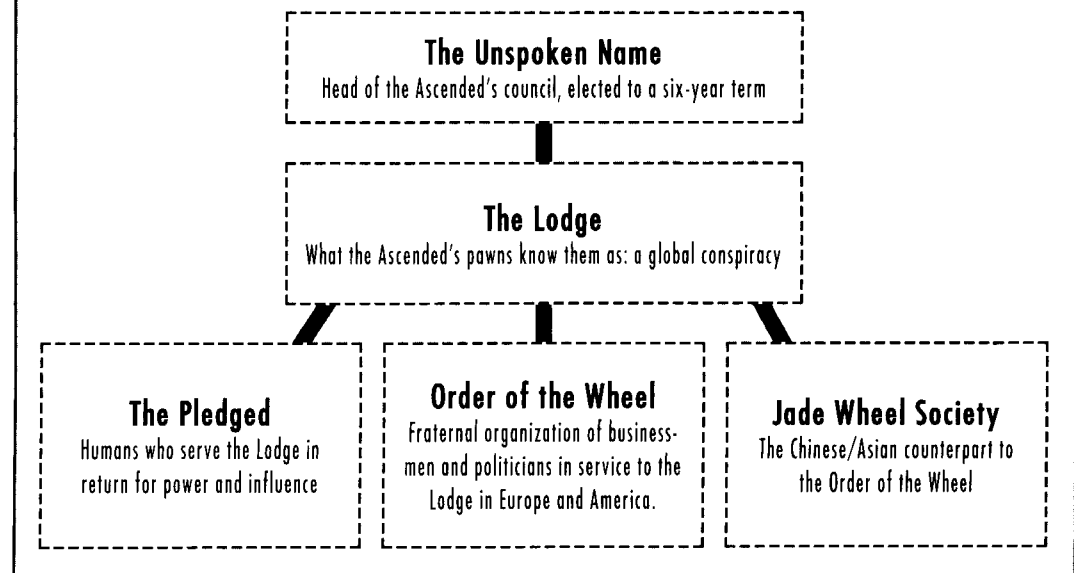 The Unspoken Name
Head of the Ascended's council, elected to a six-year term
The Lodge
What the Ascended's pawns know them as: a global conspiracy
The Pledged
Humans who serve the Lodge in
return for power and influence
Order of the Wheel
Fraternal organization of business-
men and politicians in service to the
Lodge in Europe and America.
Jade Wheel Society
The Chinese/Asian counterpart to
the Order of the Wheel